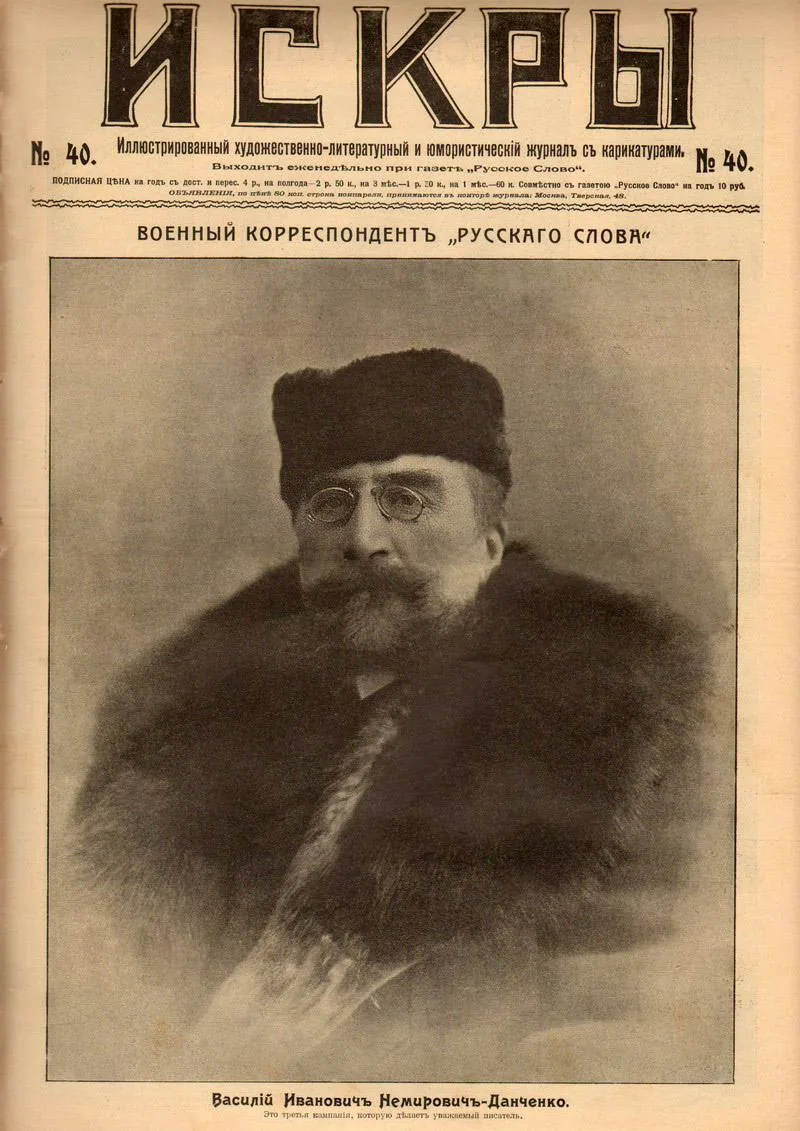 ИСКРЫ
№ 40. Иллюстрированный художественно-литературный и юмористическій журналъ съ карикатурами. № 40.
Выходитъ еженедѣльно при газетѣ „Русское Слово“.
ПОДПИСНАЯ ЦѢНА на годъ съ дост. и перес. 4 р., на полгода—2 р. 50 к., на 3 мѣс.—1 р. 20 к., на 1 мѣс.—60 к. Совмѣстно съ газетою „Русское Слово“ на годъ 10 руб.
ОБЪЯВЛЕНІЯ, по цѣнѣ 80 коп. строка нонпарели, принимаются въ конторѣ журнала: Москва, Тверская, 48.
ВОЕННЫЙ КОРРЕСПОНДЕНТЪ „РУССКАГО СЛОВА“
Василій Ивановичъ Немировичъ-Данченко.
Это третья кампанія, которую дѣлаетъ уважаемый писатель.